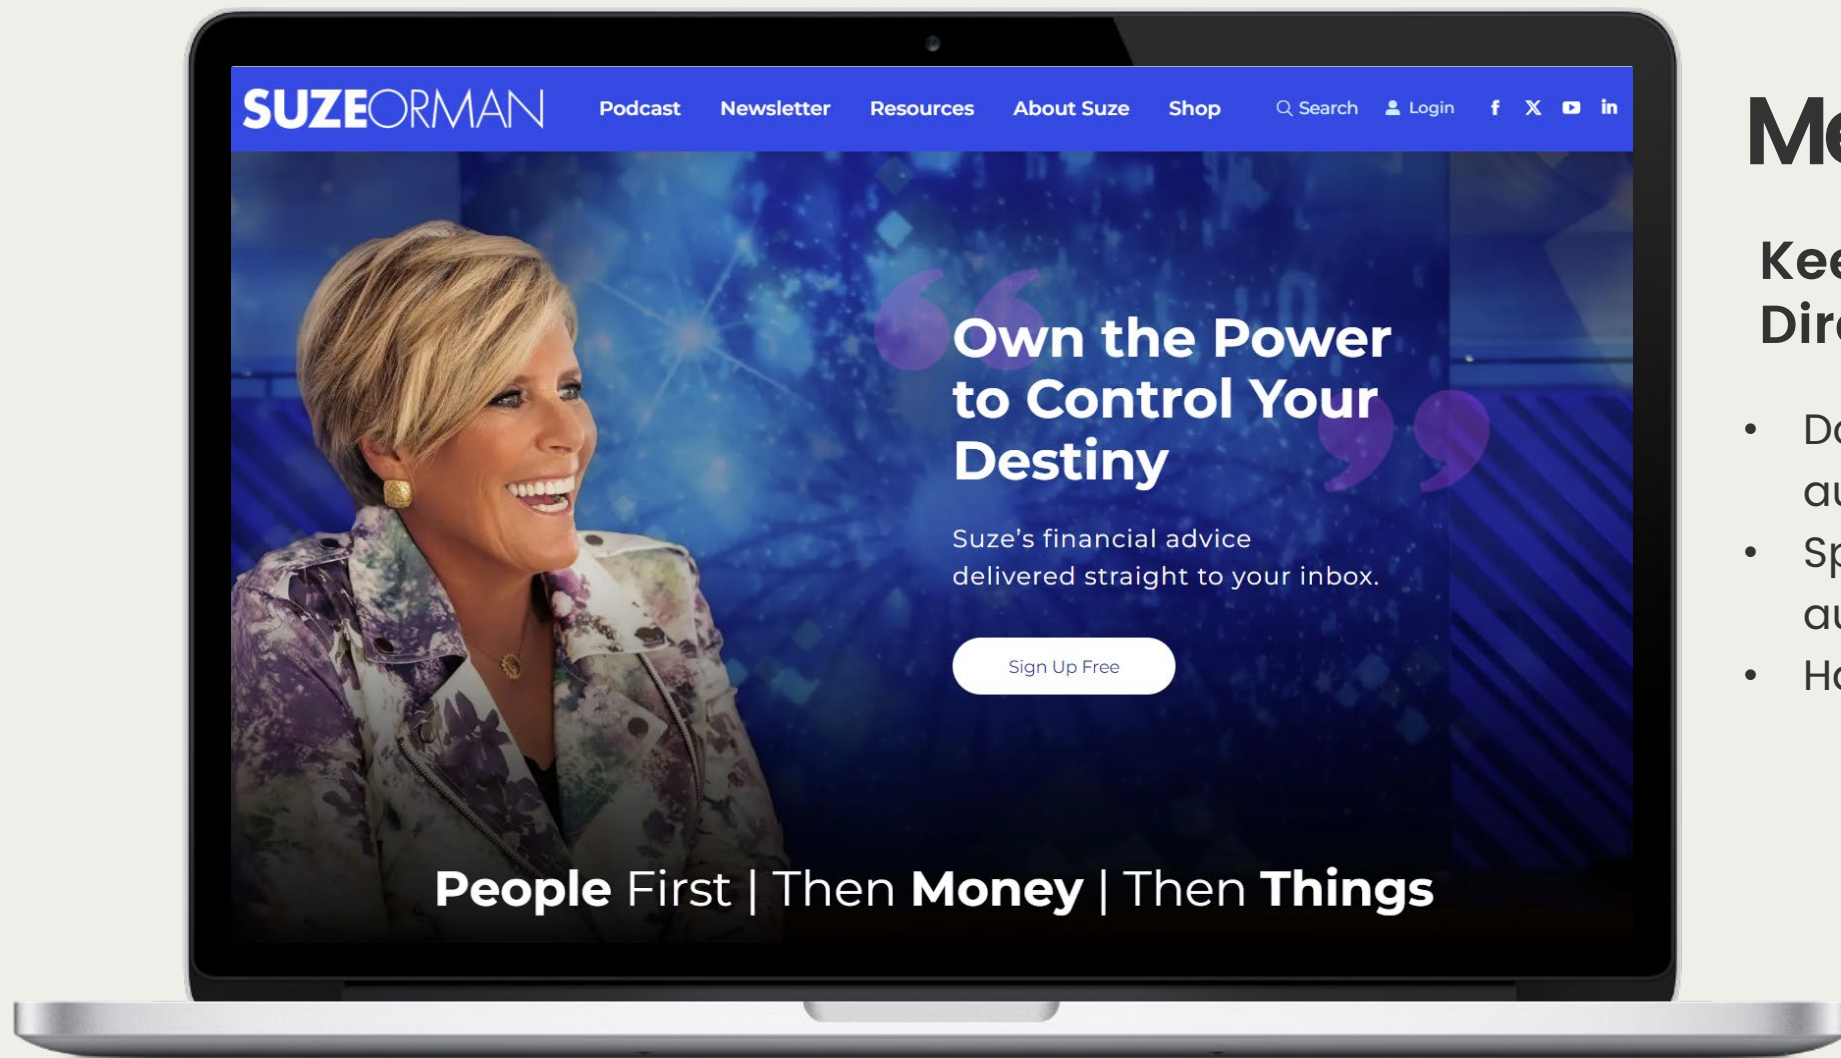 SUZEORMAN
Podcast Newsletter Resources About Suze Shop Search Login f X in
Own the Power
to Control Your
Destiny
Suze's financial advice
delivered straight to your inbox.
Sign Up Free
People First | Then Money | Then Things